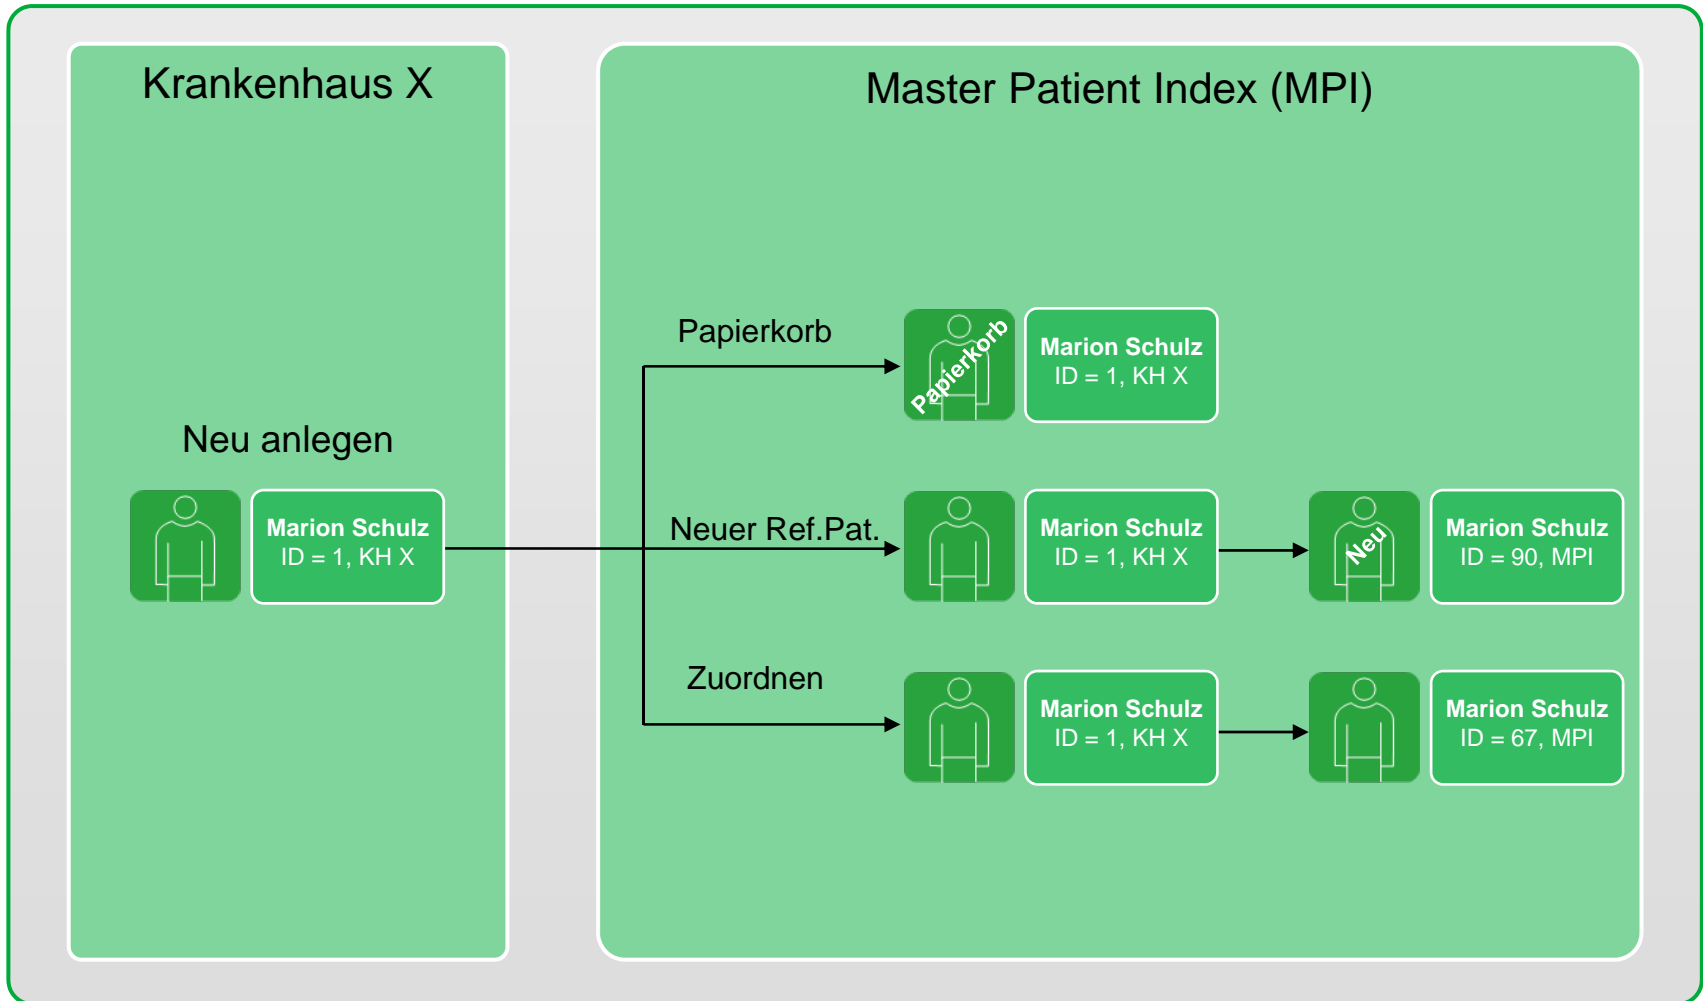 Krankenhaus X
Master Patient Index (MPI)
Papierkorb
Papierkorb
Marion Schulz
ID = 1, KH X
Neu anlegen
Marion Schulz
ID = 1, KH X
Neuer Ref.Pat.
Marion Schulz
ID = 1, KH X
Neu
Marion Schulz
ID = 90, MPI
Zuordnen
Marion Schulz
ID = 1, KH X
Marion Schulz
ID = 67, MPI